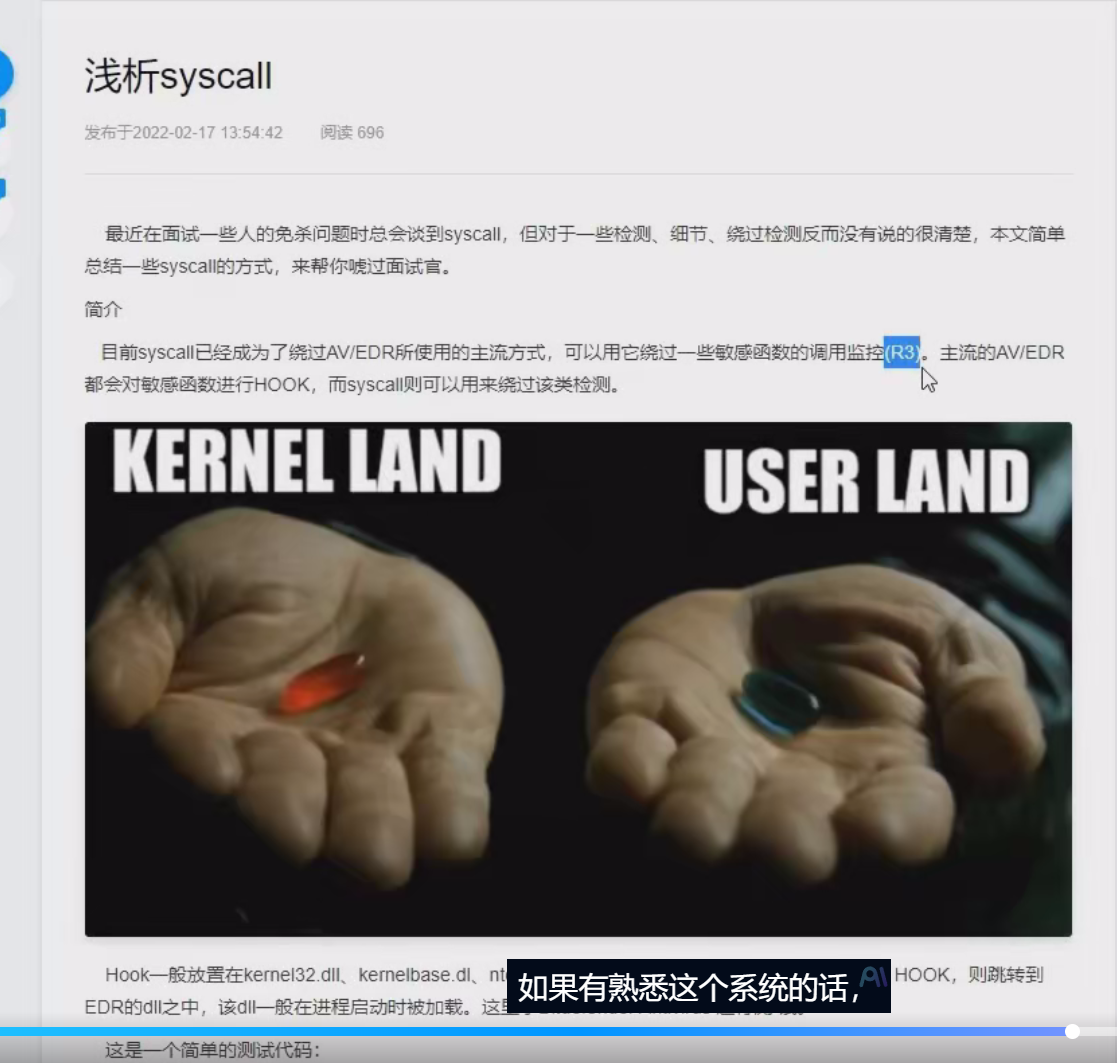 浅析syscall
发布于2022-02-17 13:54:42 阅读 696
最近在面试一些人的免杀问题时总会谈到syscall，但对于一些检测、细节、绕过检测反而没有说的很清楚，本文简单
总结一些syscall的方式，来帮你唬过面试官。
简介
目前syscall已经成为了绕过AV/EDR所使用的主流方式，可以用它绕过一些敏感函数的调用监控(R3)。主流的AV/EDR
都会对敏感函数进行HOOK，而syscall则可以用来绕过该类检测。
KERNEL LAND
USER LAND
Hook一般放置在kernel32.dll、kernelbase.dl、 HOOK，则跳转到
如果有熟悉这个系统的话，
EDR的dll之中，该dll一般在进程启动时被加载。
这是一个简单的测试代码：